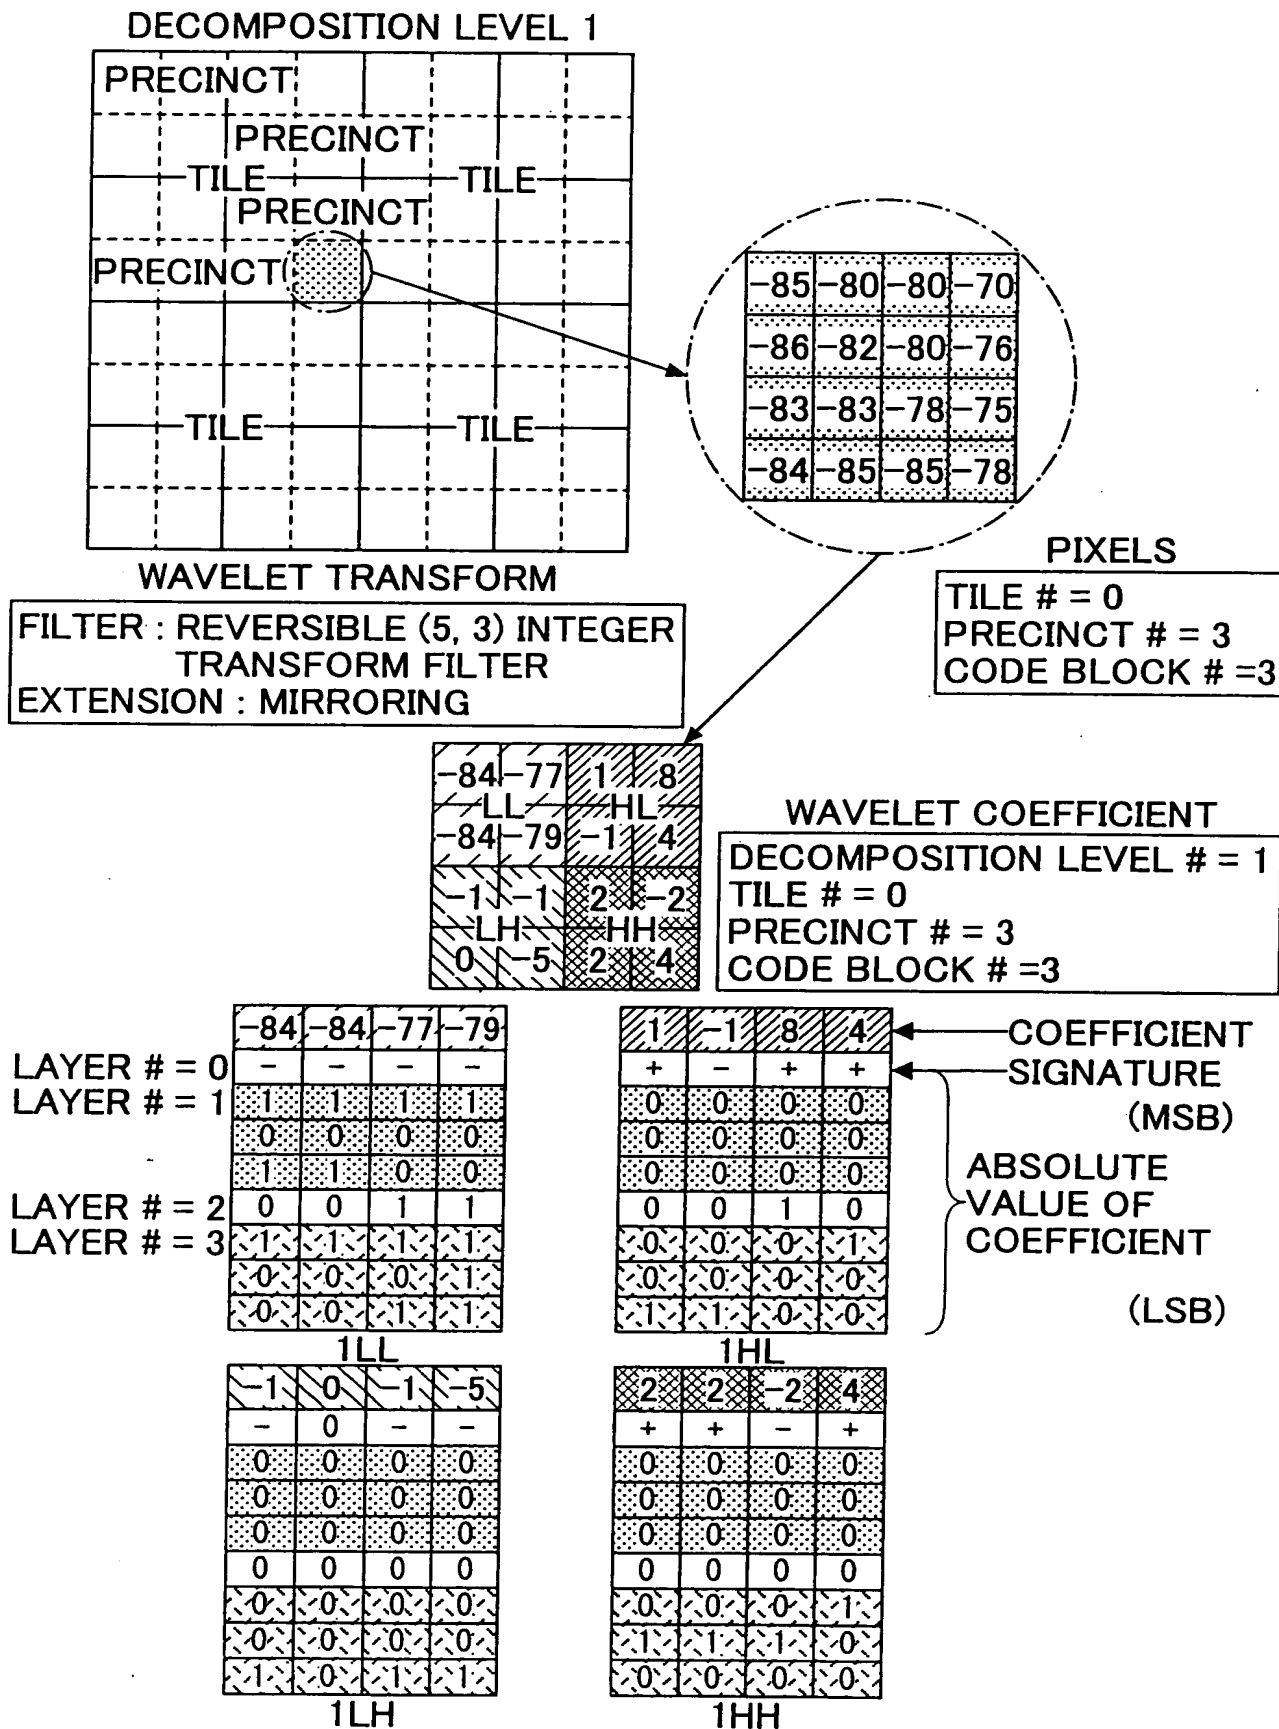 DECOMPOSITION LEVEL 1
PRECINCT
PRECINCT
TILE TILE
PRECINCT
PRECINCT
TILE TILE
-85 -80 -80 -70
-86 -82 -80 -76
-83 -83 -78 -75
-84 -85 -85 -78
PIXELS
TILE # = 0
PRECINCT # = 3
CODE BLOCK # =3
WAVELET TRANSFORM
FILTER : REVERSIBLE (5, 3) INTEGER
TRANSFORM FILTER
EXTENSION : MIRRORING
-84 -77 1 8
LL HL
-84 -79 -1 4
-1 -1 2 -2
LH HH
0 -5 2 4
WAVELET COEFFICIENT
DECOMPOSITION LEVEL # = 1
TILE # = 0
PRECINCT # = 3
CODE BLOCK # =3
-84 -84 -77 -79
LAYER # = 0 - - - -
LAYER # = 1 1 1 1 1
0 0 0 0
1 1 0 0
LAYER # = 2 0 0 1 1
LAYER # = 3 1 1 1 1
0 0 0 1
0 0 1 1
1LL
1 -1 8 4 COEFFICIENT
+ - + + SIGNATURE
0 0 0 0 (MSB)
0 0 0 0
0 0 0 0
0 0 1 0
0 0 0 1
0 0 0 0
1 1 0 0 (LSB)
ABSOLUTE
VALUE OF
COEFFICIENT
1HL
-1 0 -1 -5
- 0 - -
0 0 0 0
0 0 0 0
0 0 0 0
0 0 0 0
0 0 0 0
0 0 0 0
1 0 1 1
1LH
2 2 -2 4
+ + - +
0 0 0 0
0 0 0 0
0 0 0 0
0 0 0 0
0 0 0 1
1 1 1 0
0 0 0 0
1HH